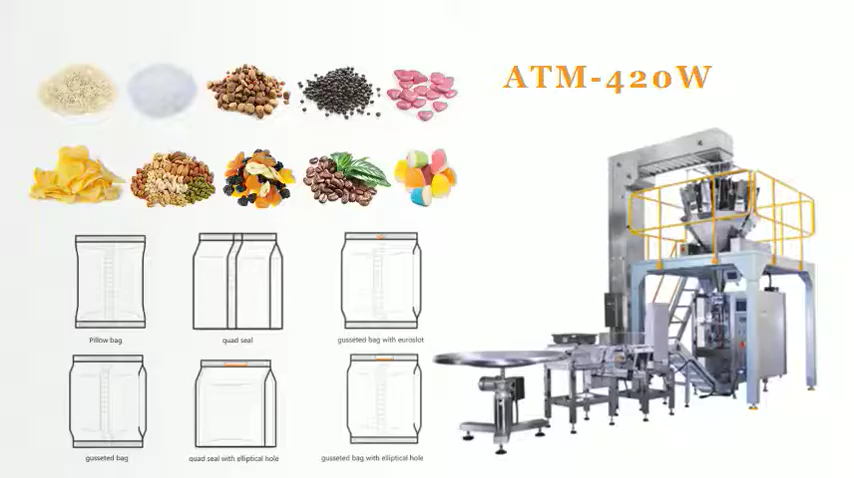 ATM-420W
Pillow bag
quad seal
gusseted bag with euroslot
gusseted bag
quad seal with elliptical hole
gusseted bag with elliptical hole